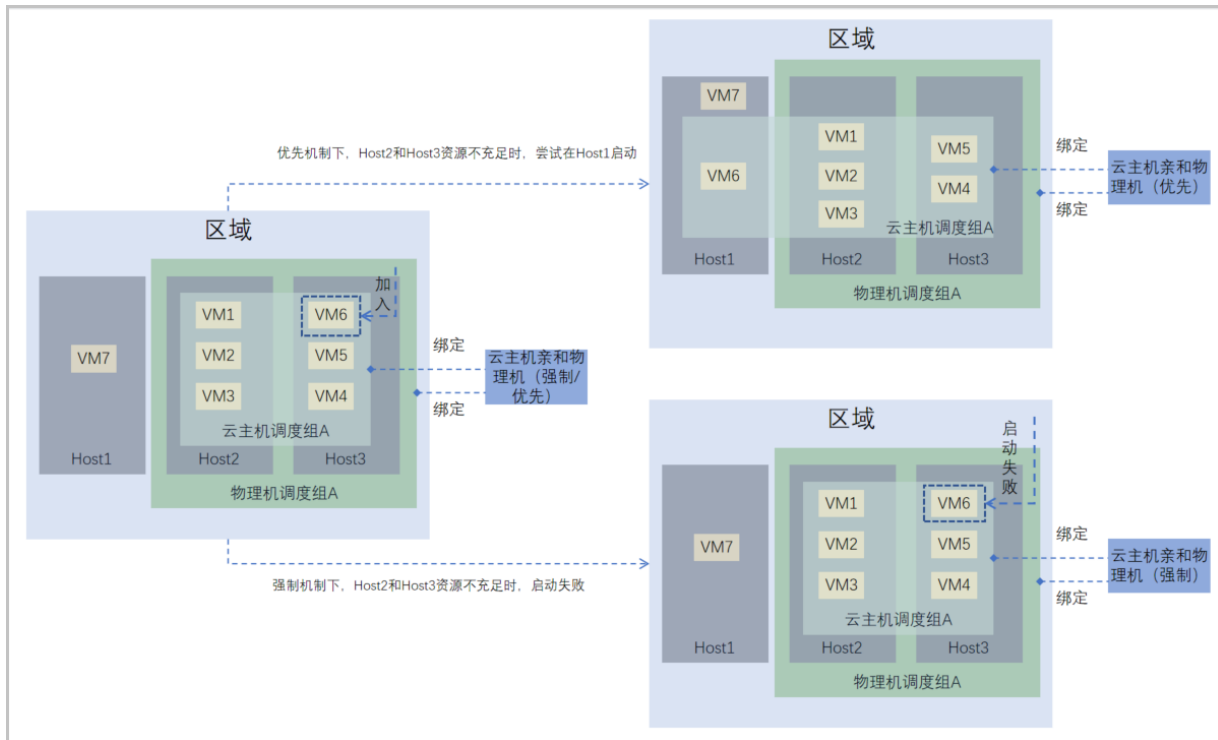 优先机制下，Host2和Host3资源不充足时，尝试在Host1启动
区域
VM7
VM1
VM2
VM3
VM6
VM5
VM4
加
入
云主机调度组A
Host1
Host2
Host3
物理机调度组A
绑定
绑定
云主机亲和物
理机（强制/
优先）
强制机制下，Host2和Host3资源不充足时，启动失败
区域
VM7
VM6
VM1
VM2
VM3
VM5
VM4
云主机调度组A
Host1
Host2
Host3
物理机调度组A
绑定
绑定
云主机亲和物
理机（优先）
区域
启
动
失
败
VM7
VM1
VM2
VM3
VM6
VM5
VM4
云主机调度组A
Host1
Host2
Host3
物理机调度组A
绑定
绑定
云主机亲和物
理机（强制）